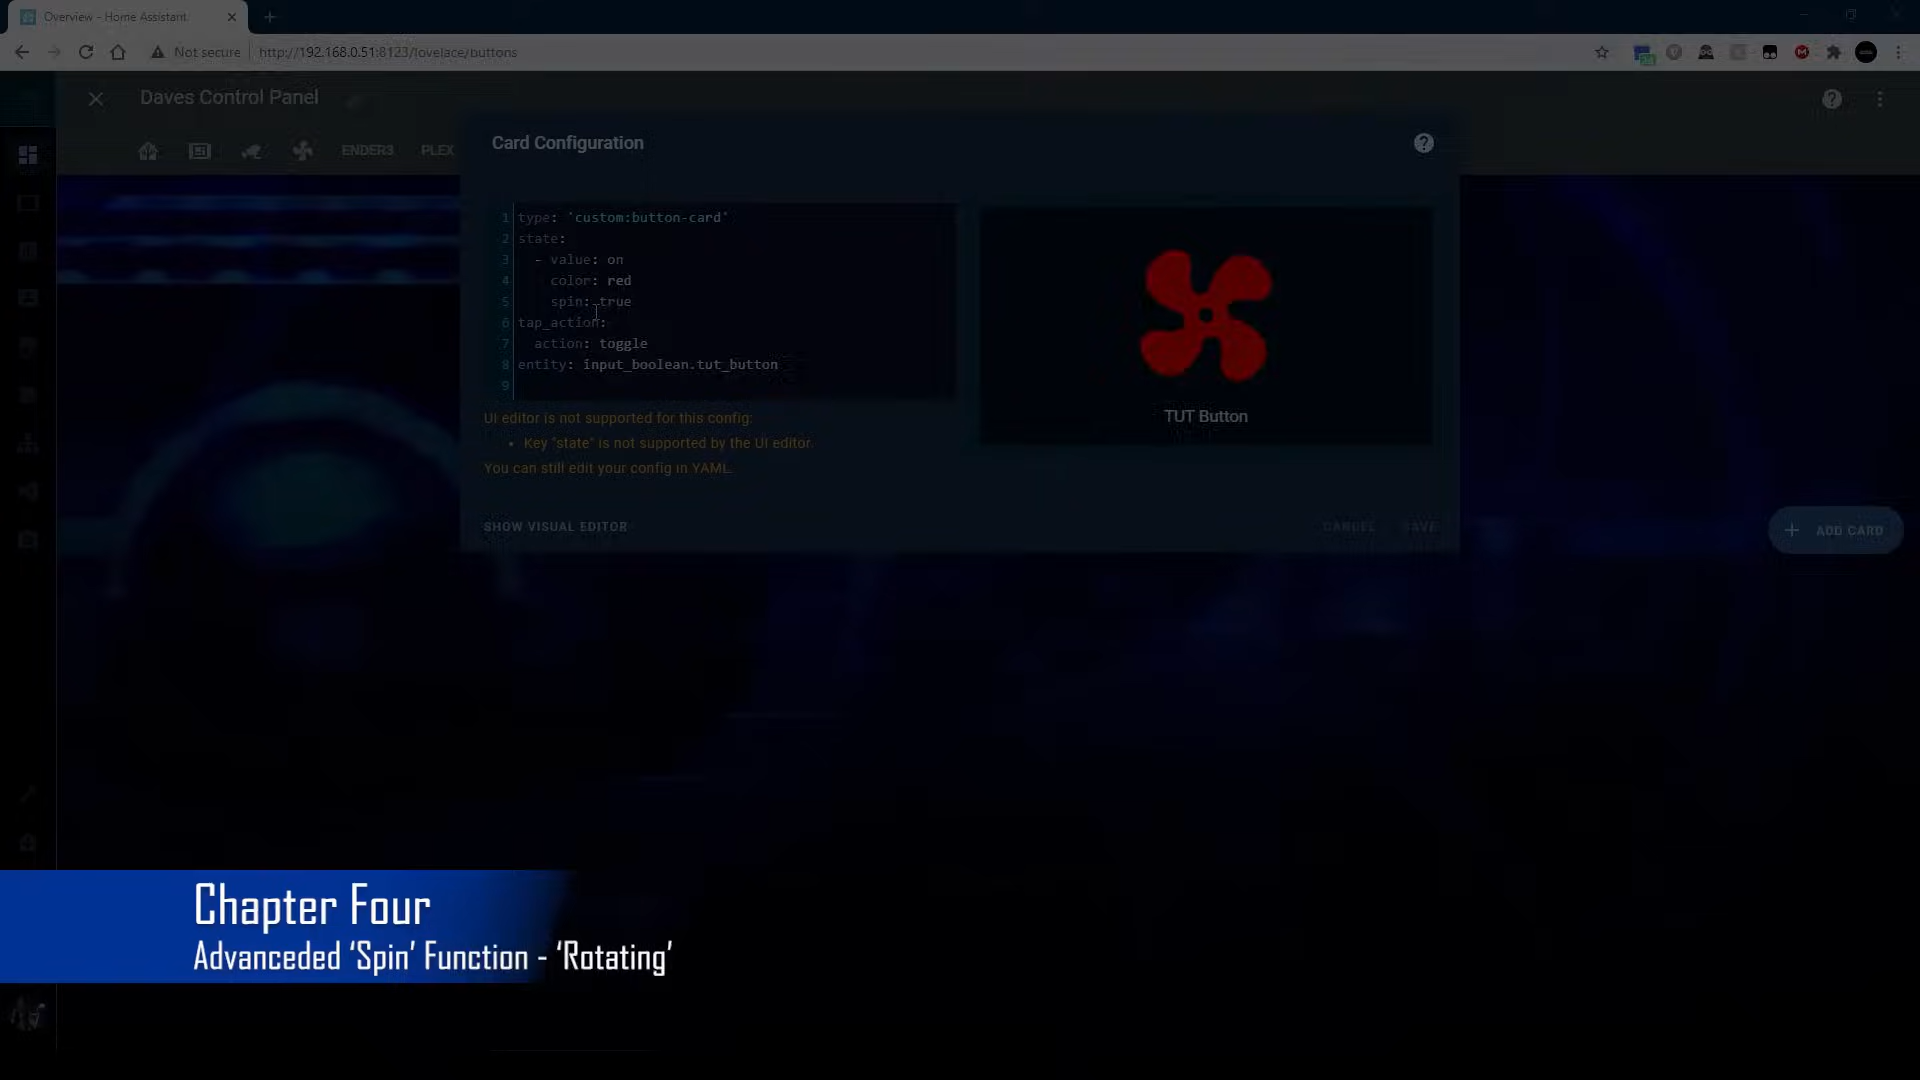 Overview - Home Assistant
Not secure
http://192.168.0.51:8123/lovelace/buttons
Daves Control Panel
ENDER3
PLEX
Card Configuration
1 type: 'custom:button-card'
2 state:
3 - value: on
4 color: red
5 spin: true
6 tap_action:
7 action: toggle
8 entity: input_boolean.tut_button
9
UI editor is not supported for this config:
• Key "state" is not supported by the UI editor.
You can still edit your config in YAML.
TUT Button
SHOW VISUAL EDITOR
CANCEL
SAVE
ADD CARD
Chapter Four
Advanceded ‘Spin’ Function - ‘Rotating’